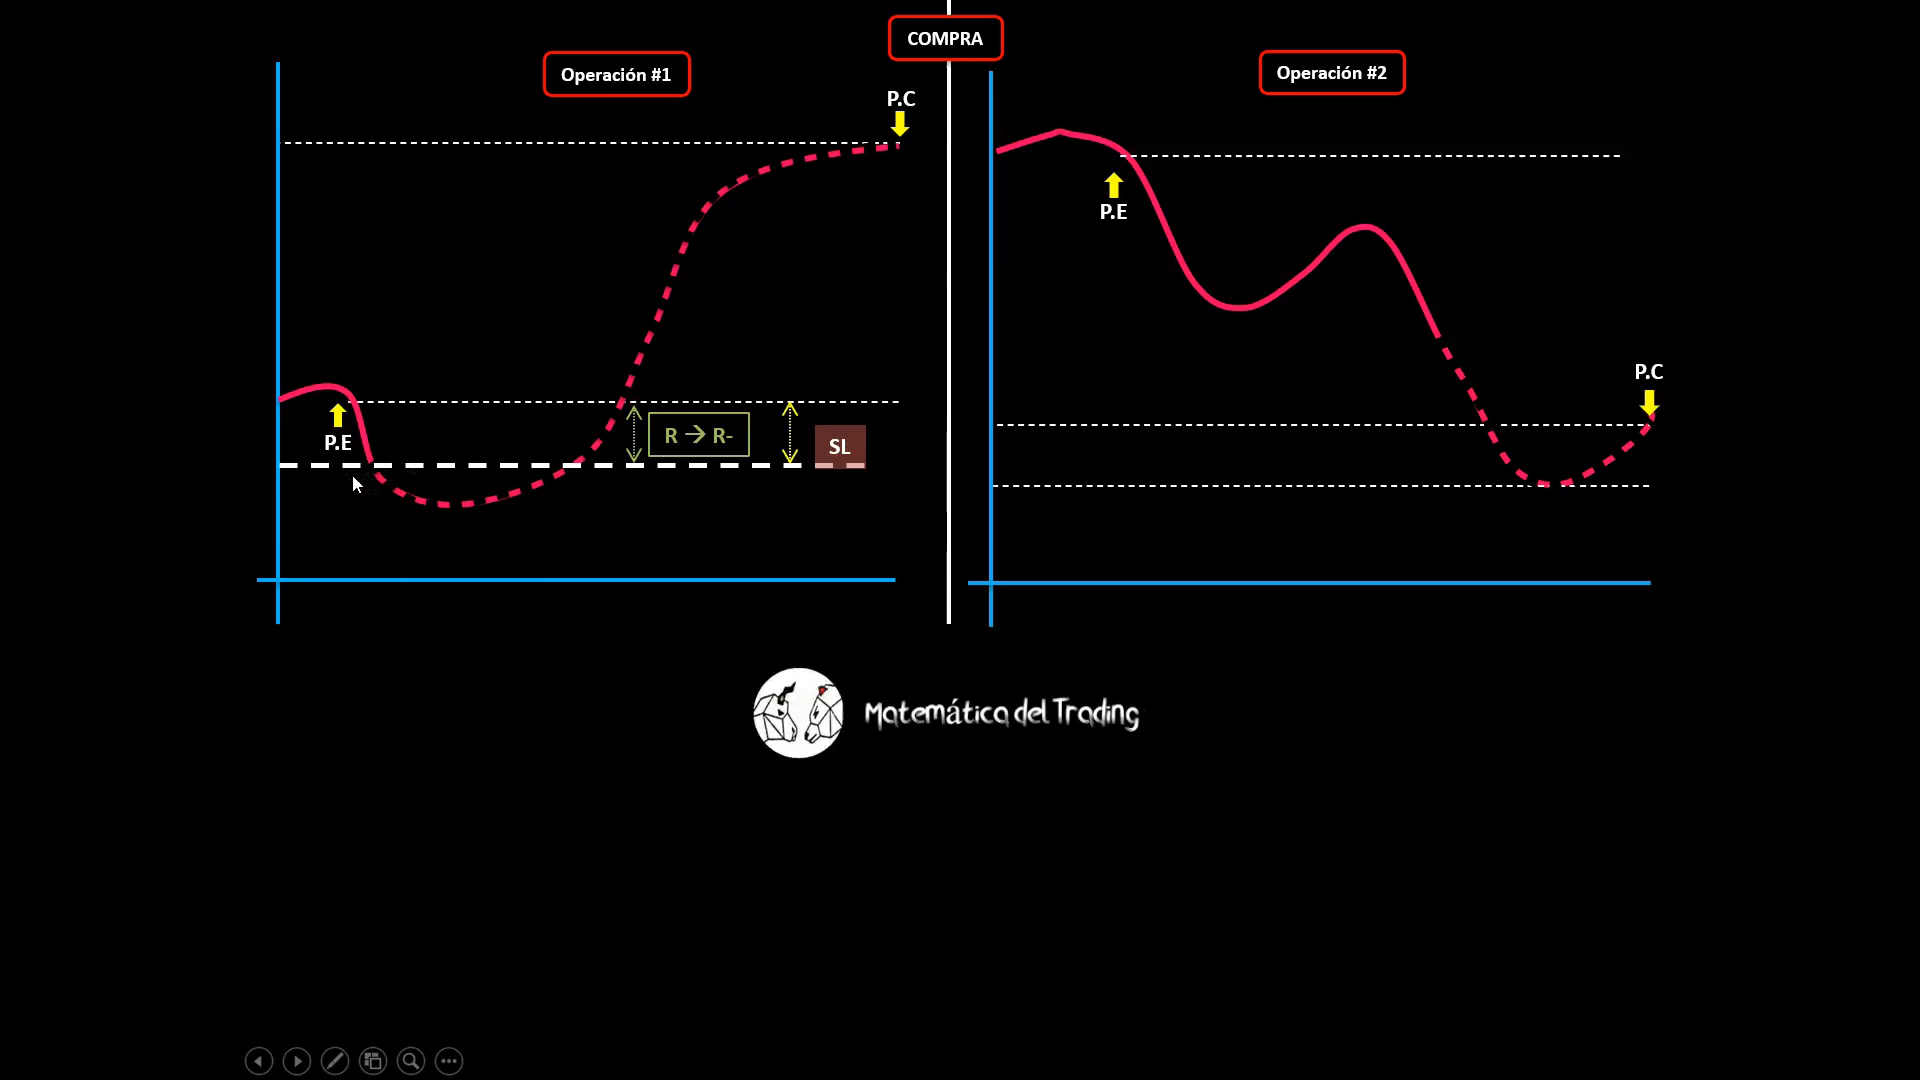 COMPRA
Operación #1
P.C
P.E
R → R-
SL
Operación #2
P.E
P.C
Matemática del Trading